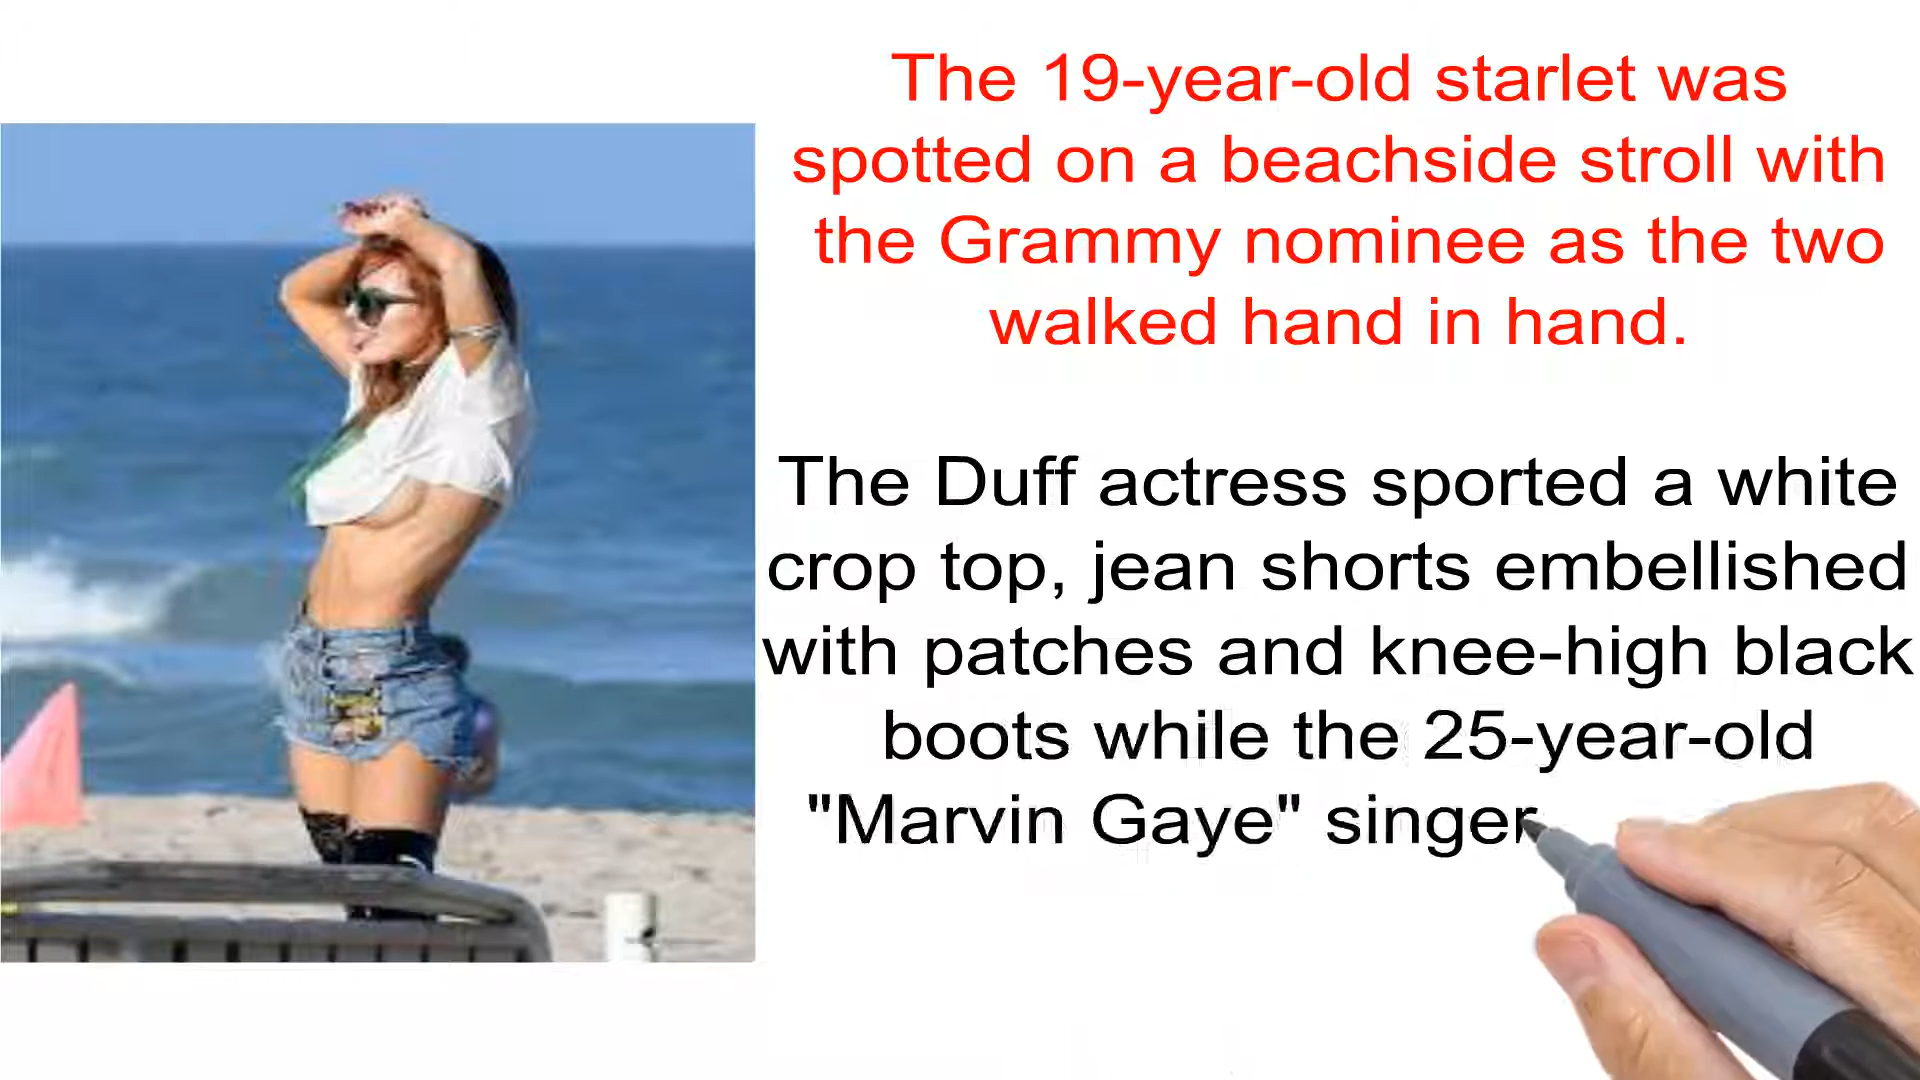 The 19-year-old starlet was
spotted on a beachside stroll with
the Grammy nominee as the two
walked hand in hand.
The Duff actress sported a white
crop top, jean shorts embellished
with patches and knee-high black
boots while the 25-year-old
"Marvin Gaye" singer